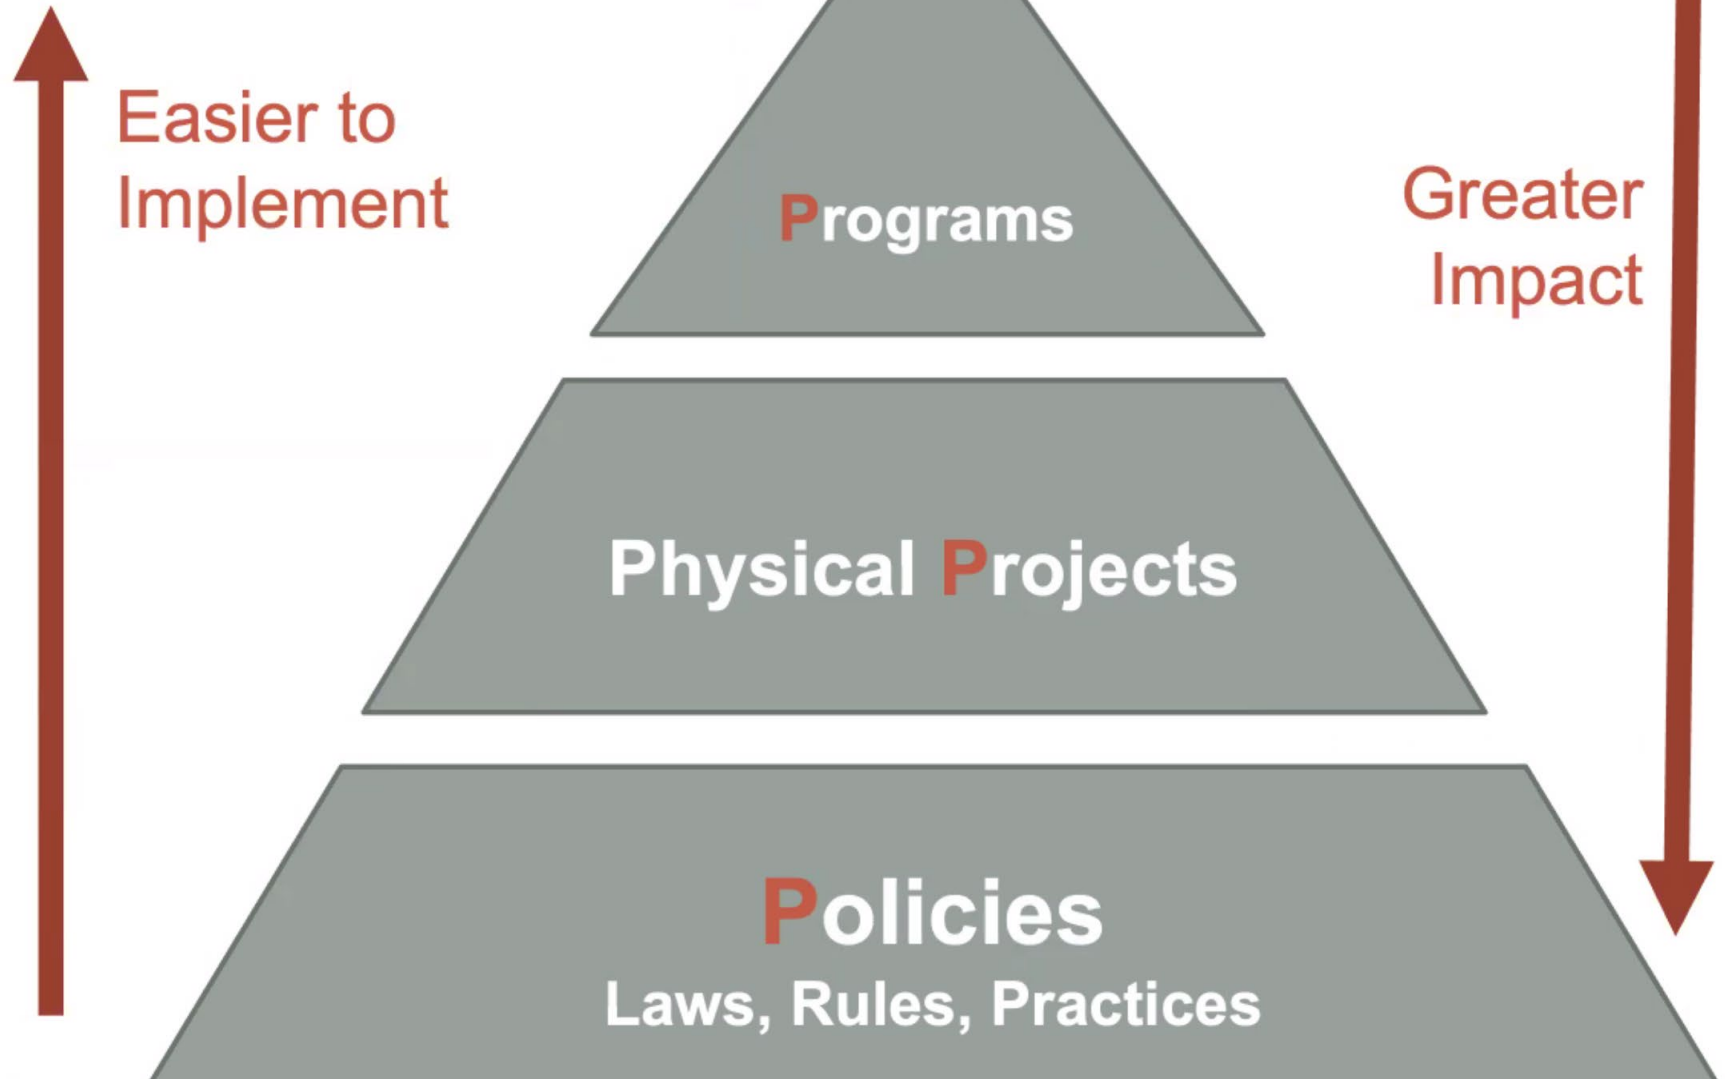 Easier to
Implement
Programs
Greater
Impact
Physical Projects
Policies
Laws, Rules, Practices